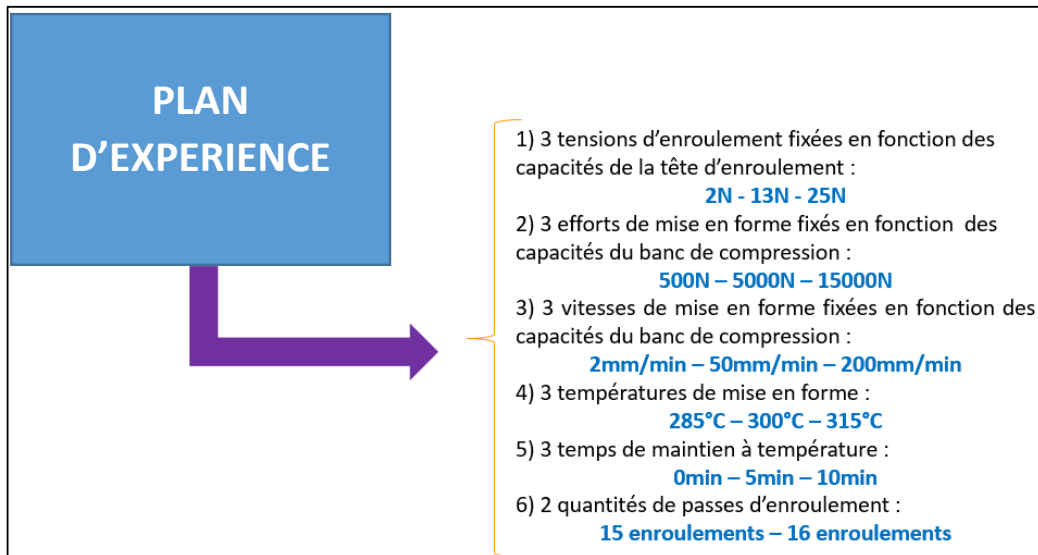 PLAN
D'EXPERIENCE
1) 3 tensions d'enroulement fixées en fonction des
capacités de la tête d'enroulement :
2N - 13N - 25N
2) 3 efforts de mise en forme fixés en fonction des
capacités du banc de compression :
500N – 5000N – 15000N
3) 3 vitesses de mise en forme fixées en fonction des
capacités du banc de compression :
2mm/min – 50mm/min – 200mm/min
4) 3 températures de mise en forme :
285°C – 300°C – 315°C
5) 3 temps de maintien à température :
0min – 5min – 10min
6) 2 quantités de passes d'enroulement :
15 enroulements – 16 enroulements